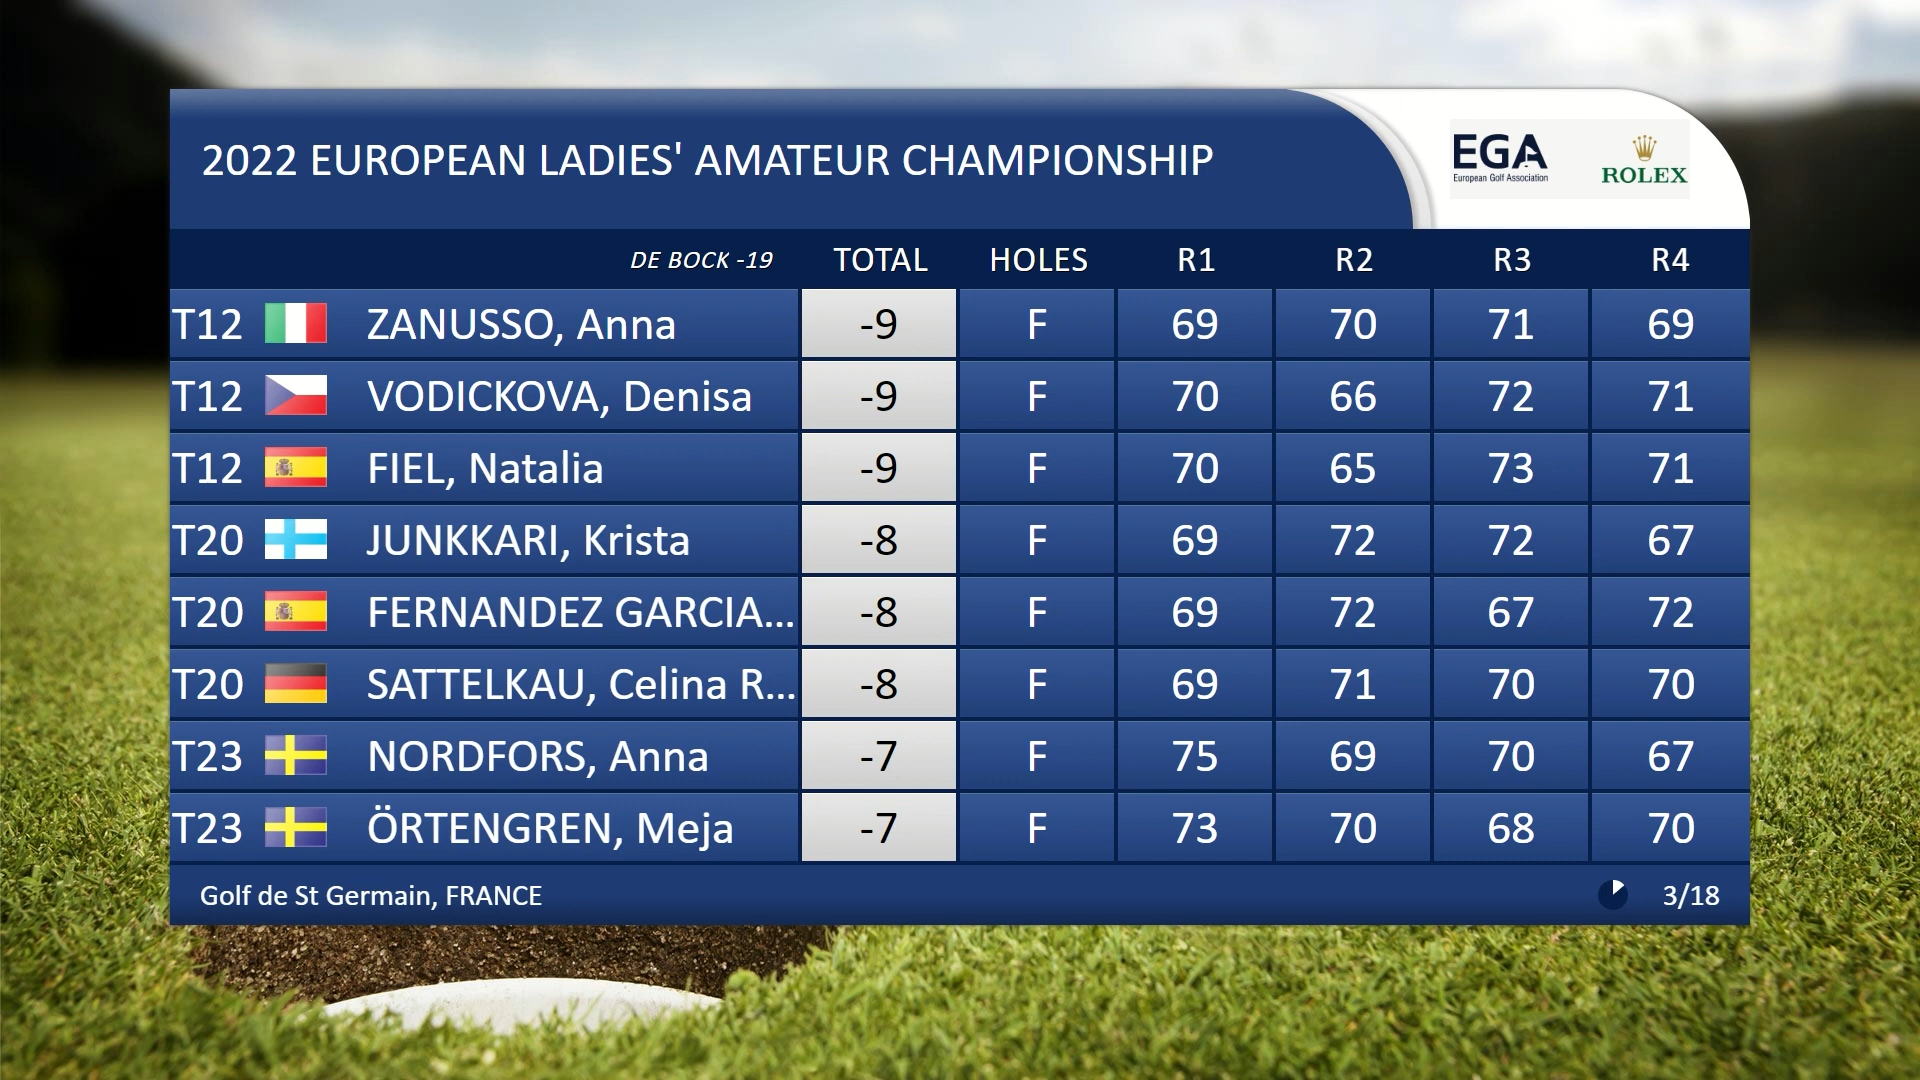 2022 EUROPEAN LADIES' AMATEUR CHAMPIONSHIP
EGA
European Golf Association
ROLEX
DE BOCK -19 TOTAL HOLES R1 R2 R3 R4
T12 ZANUSSO, Anna -9 F 69 70 71 69
T12 VODICKOVA, Denisa -9 F 70 66 72 71
T12 FIEL, Natalia -9 F 70 65 73 71
T20 JUNKKARI, Krista -8 F 69 72 72 67
T20 FERNANDEZ GARCIA... -8 F 69 72 67 72
T20 SATTELKAU, Celina R... -8 F 69 71 70 70
T23 NORDFORS, Anna -7 F 75 69 70 67
T23 ÖRTENGREN, Meja -7 F 73 70 68 70
Golf de St Germain, FRANCE 3/18